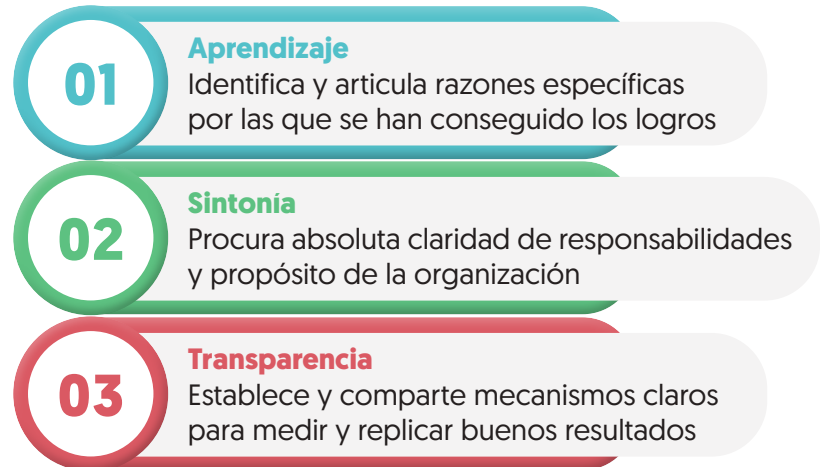 01
Aprendizaje
Identifica y articula razones específicas
por las que se han conseguido los logros
02
Sintonía
Procura absoluta claridad de responsabilidades
y propósito de la organización
03
Transparencia
Establece y comparte mecanismos claros
para medir y replicar buenos resultados